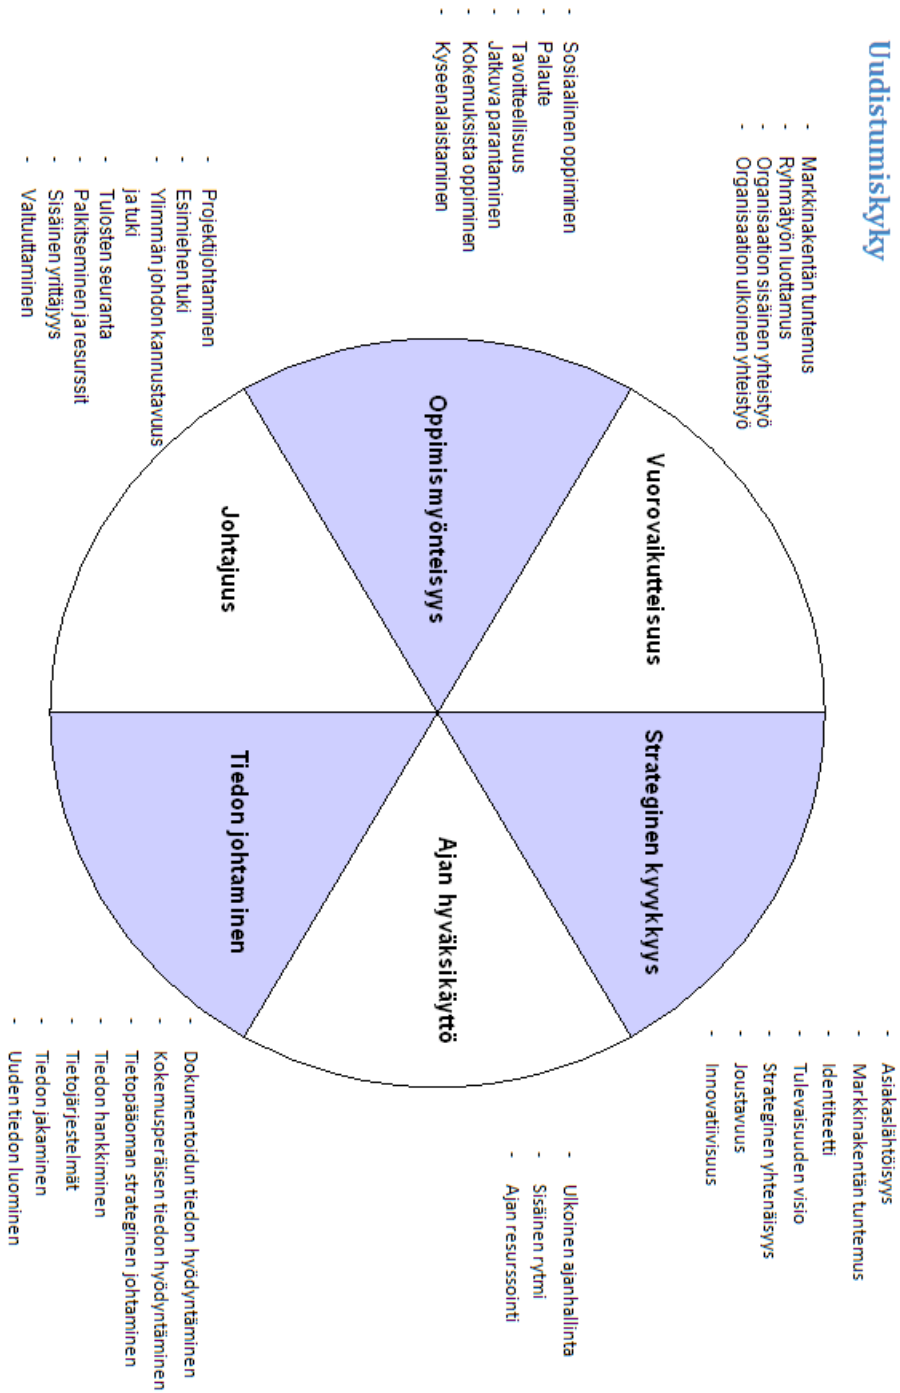 Uudistumiskyky
- Markkinakentän tuntemus
- Ryhmätyön luottamus
- Organisaation sisäinen yhteistyö
- Organisaation ulkoinen yhteistyö
- Asiakaslähtöisyys
- Markkinakentän tuntemus
- Identiteetti
- Tulevaisuuden visio
- Strateginen yhtenäisyys
- Joustavuus
- Innovatiivisuus
Vuorovaikutteisuus
Strateginen kyvykkyys
- Sosiaalinen oppiminen
- Palaute
- Tavoitteellisuus
- Jatkuva parantaminen
- Kokemuksista oppiminen
- Kyseenalaistaminen
Oppimismyönteisyys
Ajan hyväksikäyttö
- Ulkoinen ajanhallinta
- Sisäinen rytmi
- Ajan resurssointi
Johtajuus
Tiedon johtaminen
- Projektijohtaminen
- Esimiehen tuki
- Ylimmän johdon kannustavuus
ja tuki
- Tulosten seuranta
- Palkitseminen ja resurssit
- Sisäinen yrittäjyys
- Valtuuttaminen
- Dokumentoidun tiedon hyödyntäminen
- Kokemusperäisen tiedon hyödyntäminen
- Tietopääoman strateginen johtaminen
- Tiedon hankkiminen
- Tietojärjestelmät
- Tiedon jakaminen
- Uuden tiedon luominen